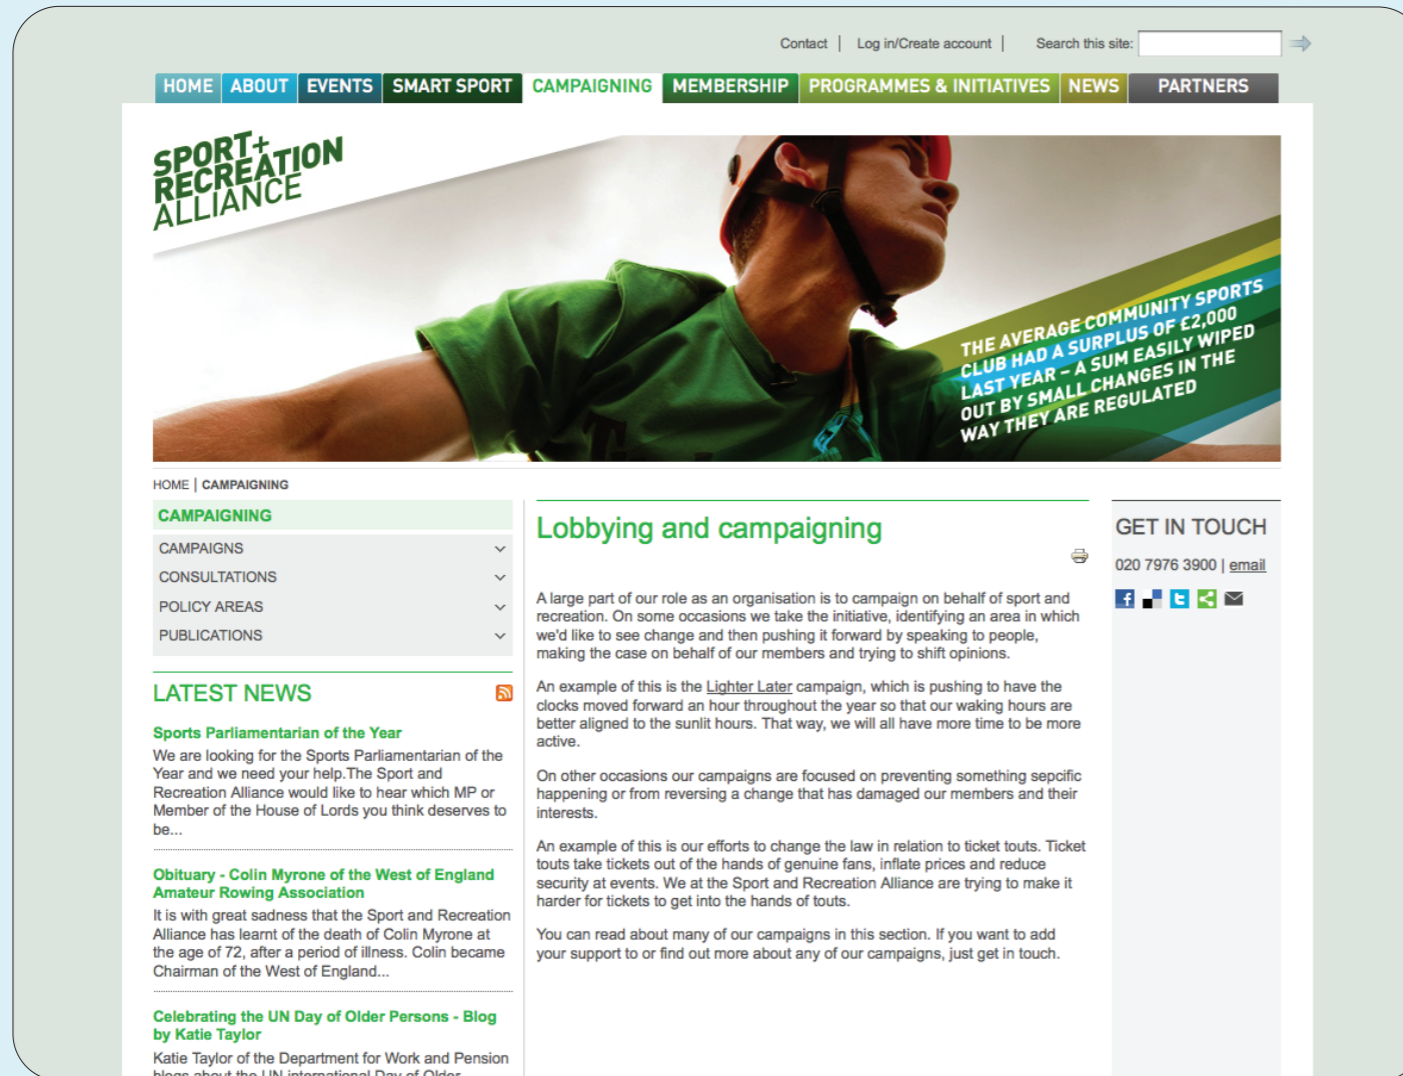 Contact | Log in/Create account | Search this site:
HOME ABOUT EVENTS SMART SPORT CAMPAIGNING MEMBERSHIP PROGRAMMES & INITIATIVES NEWS PARTNERS
SPORT+
RECREATION
ALLIANCE
THE AVERAGE COMMUNITY SPORTS
CLUB HAD A SURPLUS OF £2,000
LAST YEAR – A SUM EASILY WIPED
OUT BY SMALL CHANGES IN THE
WAY THEY ARE REGULATED
HOME | CAMPAIGNING
CAMPAIGNING
CAMPAIGNS
CONSULTATIONS
POLICY AREAS
PUBLICATIONS
LATEST NEWS
Sports Parliamentarian of the Year
We are looking for the Sports Parliamentarian of the
Year and we need your help.The Sport and
Recreation Alliance would like to hear which MP or
Member of the House of Lords you think deserves to
be...
Obituary - Colin Myrone of the West of England
Amateur Rowing Association
It is with great sadness that the Sport and Recreation
Alliance has learnt of the death of Colin Myrone at
the age of 72, after a period of illness. Colin became
Chairman of the West of England...
Celebrating the UN Day of Older Persons - Blog
by Katie Taylor
Katie Taylor of the Department for Work and Pension
blogs about the UN international Day of Older
Lobbying and campaigning
A large part of our role as an organisation is to campaign on behalf of sport and
recreation. On some occasions we take the initiative, identifying an area in which
we'd like to see change and then pushing it forward by speaking to people,
making the case on behalf of our members and trying to shift opinions.
An example of this is the Lighter Later campaign, which is pushing to have the
clocks moved forward an hour throughout the year so that our waking hours are
better aligned to the sunlit hours. That way, we will all have more time to be more
active.
On other occasions our campaigns are focused on preventing something sepcific
happening or from reversing a change that has damaged our members and their
interests.
An example of this is our efforts to change the law in relation to ticket touts. Ticket
touts take tickets out of the hands of genuine fans, inflate prices and reduce
security at events. We at the Sport and Recreation Alliance are trying to make it
harder for tickets to get into the hands of touts.
You can read about many of our campaigns in this section. If you want to add
your support to or find out more about any of our campaigns, just get in touch.
GET IN TOUCH
020 7976 3900 | email